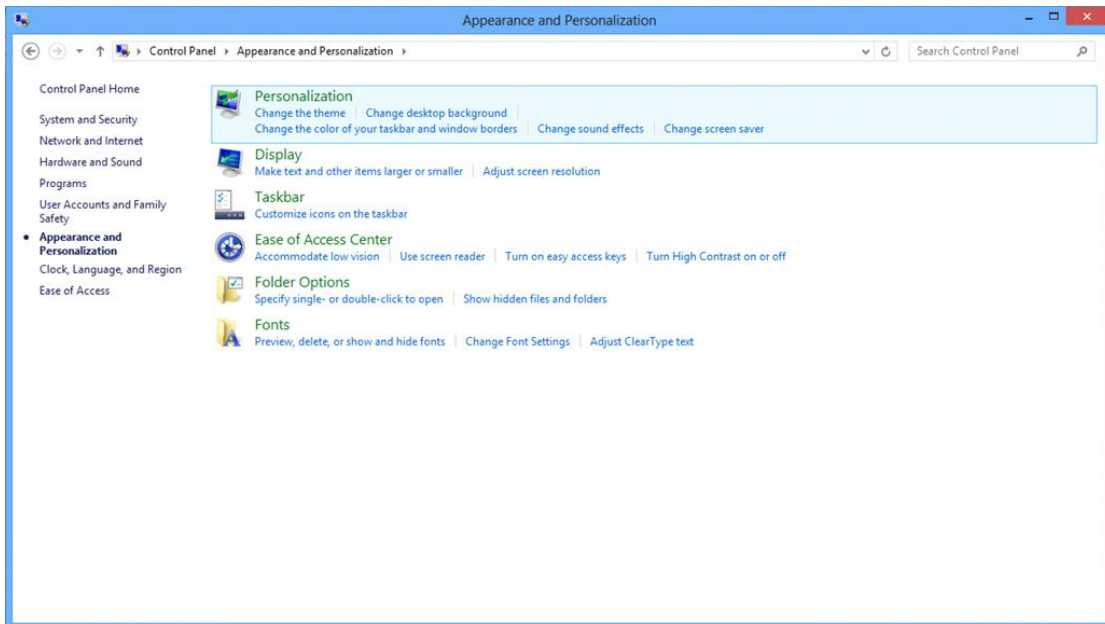 Appearance and Personalization
Control Panel Appearance and Personalization
Search Control Panel
Control Panel Home
System and Security
Network and Internet
Hardware and Sound
Programs
User Accounts and Family
Safety
Appearance and
Personalization
Clock, Language, and Region
Ease of Access
Personalization
Change the theme Change desktop background
Change the color of your taskbar and window borders Change sound effects Change screen saver
Display
Make text and other items larger or smaller Adjust screen resolution
Taskbar
Customize icons on the taskbar
Ease of Access Center
Accommodate low vision Use screen reader Turn on easy access keys Turn High Contrast on or off
Folder Options
Specify single- or double-click to open Show hidden files and folders
Fonts
Preview, delete, or show and hide fonts Change Font Settings Adjust ClearType text